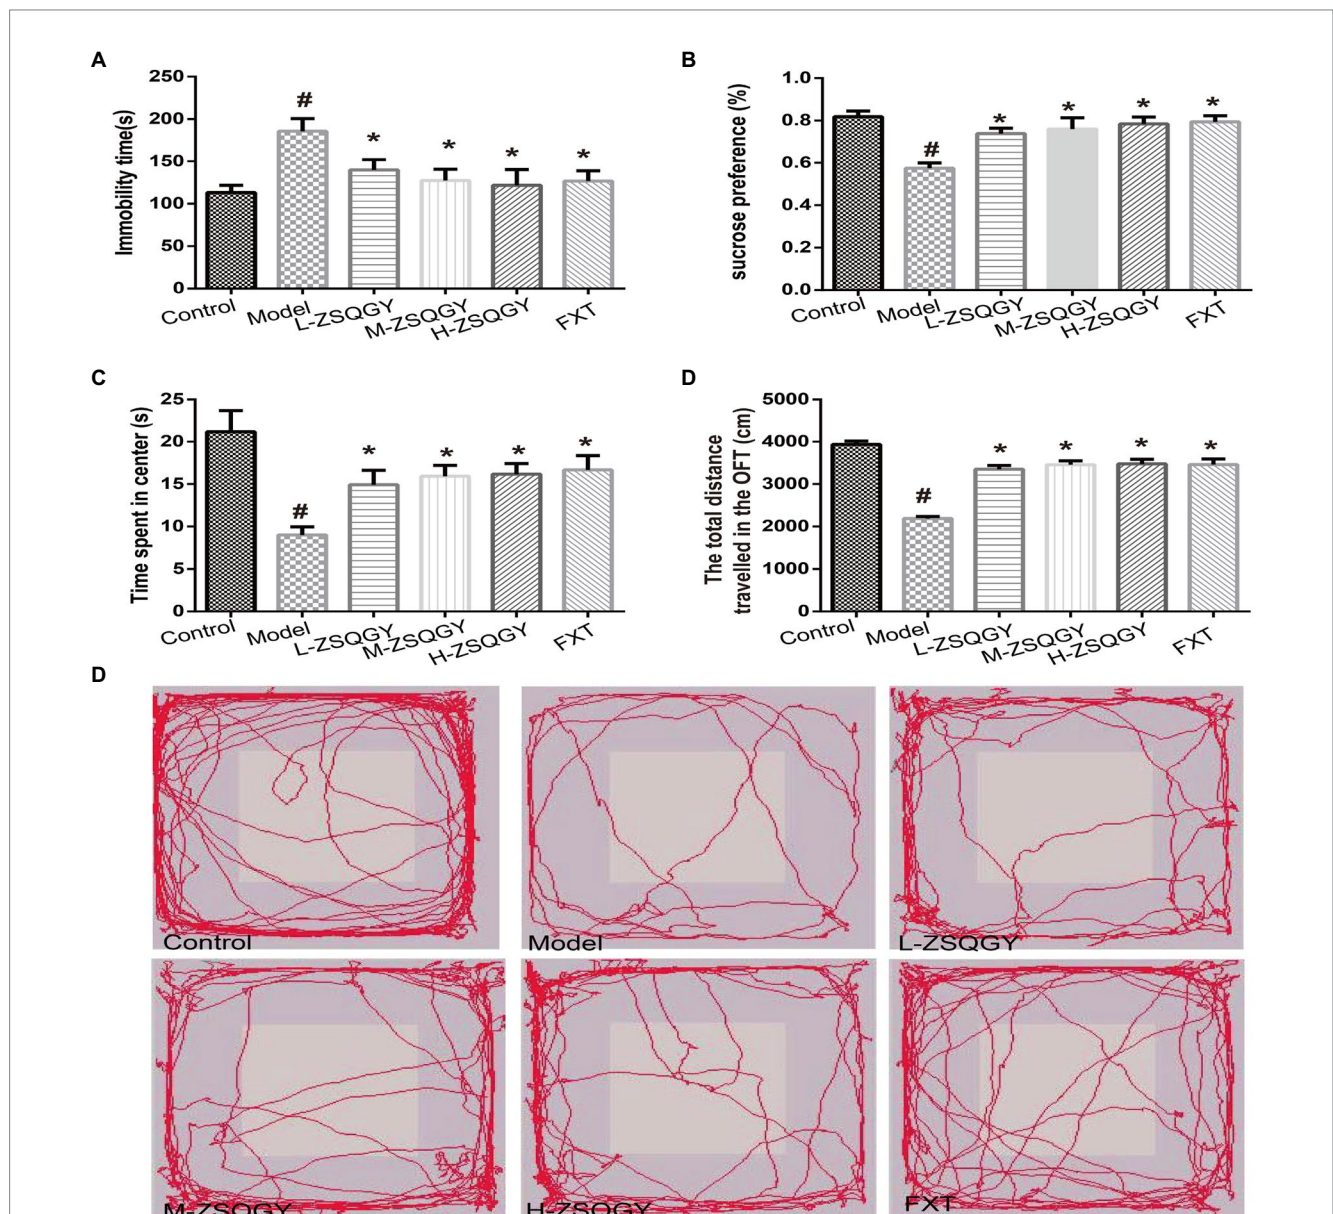 A
B
Immobility time(s)
250
200
150
100
50
0
#
*
*
*
*
Control
Model
L-ZSQGY
M-ZSQGY
H-ZSQGY
FXT
sucrose preference (%)
1.0
0.8
0.6
0.4
0.2
0.0
#
*
*
*
*
Control
Model
L-ZSQGY
M-ZSQGY
H-ZSQGY
FXT
C
D
Time spent in center (s)
25
20
15
10
5
0
#
*
*
*
*
Control
Model
L-ZSQGY
M-ZSQGY
H-ZSQGY
FXT
The total distance
travelled in the OFT (cm)
5000
4000
3000
2000
1000
0
#
*
*
*
*
Control
Model
L-ZSQGY
M-ZSQGY
H-ZSQGY
FXT
D
Control
Model
L-ZSQGY
M-ZSQGY
H-ZSQGY
FXT